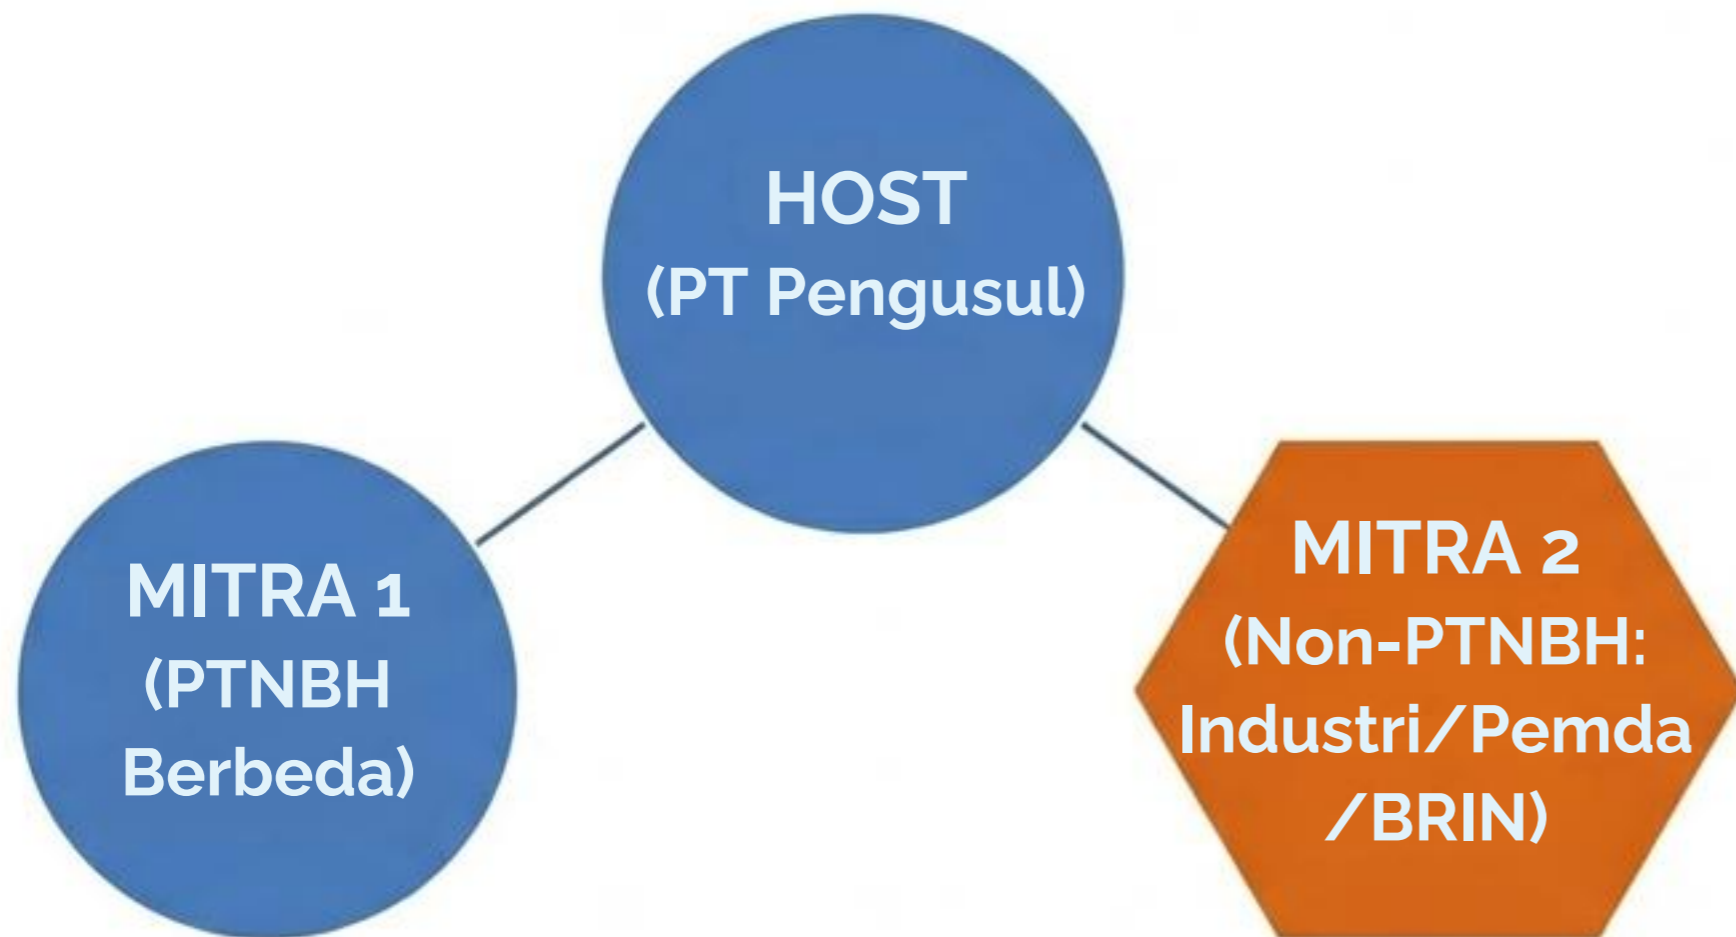 HOST
(PT Pengusul)
MITRA 1
(PTNBH
Berbeda)
MITRA 2
(Non-PTNBH:
Industri/Pemda
/BRIN)